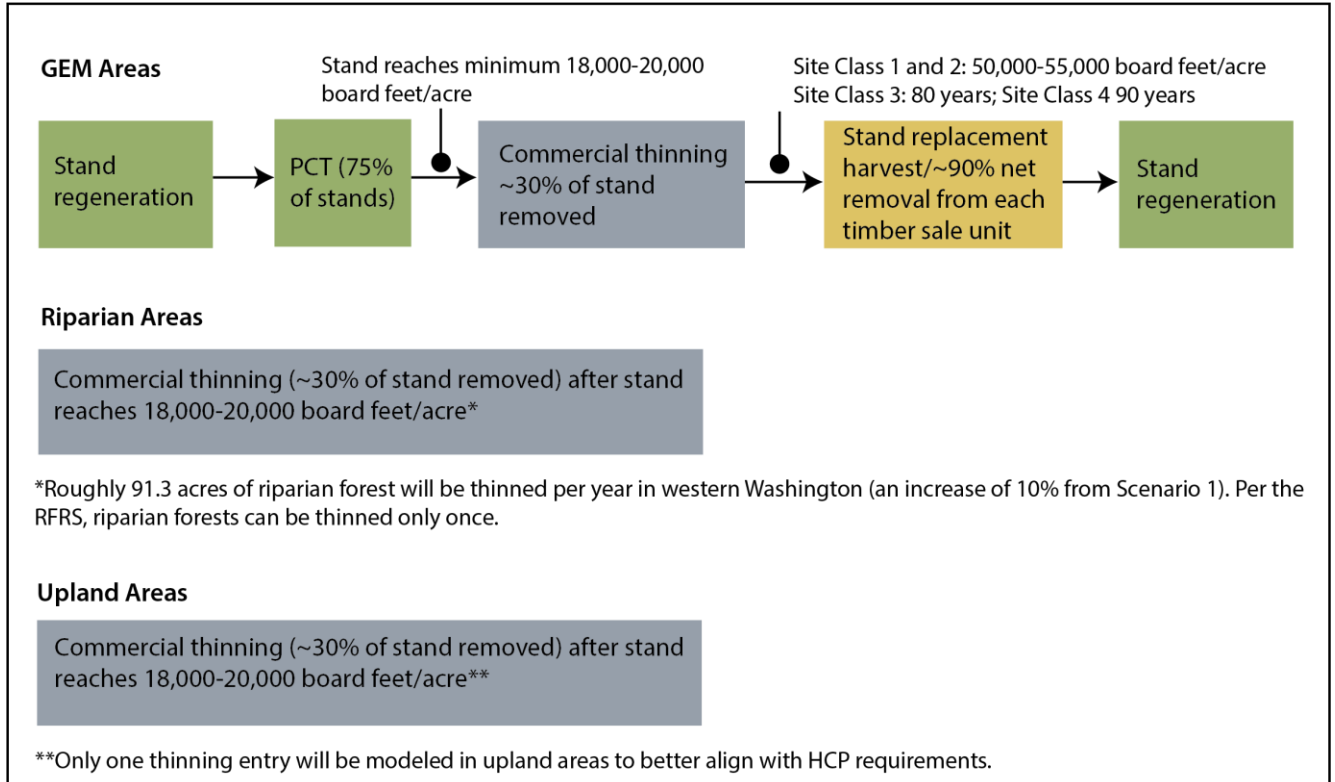 GEM Areas
Stand reaches minimum 18,000-20,000
board feet/acre
Site Class 1 and 2: 50,000-55,000 board feet/acre
Site Class 3: 80 years; Site Class 4 90 years
Stand
regeneration
PCT (75%
of stands)
Commercial thinning
~30% of stand
removed
Stand replacement
harvest/~90% net
removal from each
timber sale unit
Stand
regeneration
Riparian Areas
Commercial thinning (~30% of stand removed) after stand
reaches 18,000-20,000 board feet/acre*
*Roughly 91.3 acres of riparian forest will be thinned per year in western Washington (an increase of 10% from Scenario 1). Per the
RFRS, riparian forests can be thinned only once.
Upland Areas
Commercial thinning (~30% of stand removed) after stand
reaches 18,000-20,000 board feet/acre**
**Only one thinning entry will be modeled in upland areas to better align with HCP requirements.